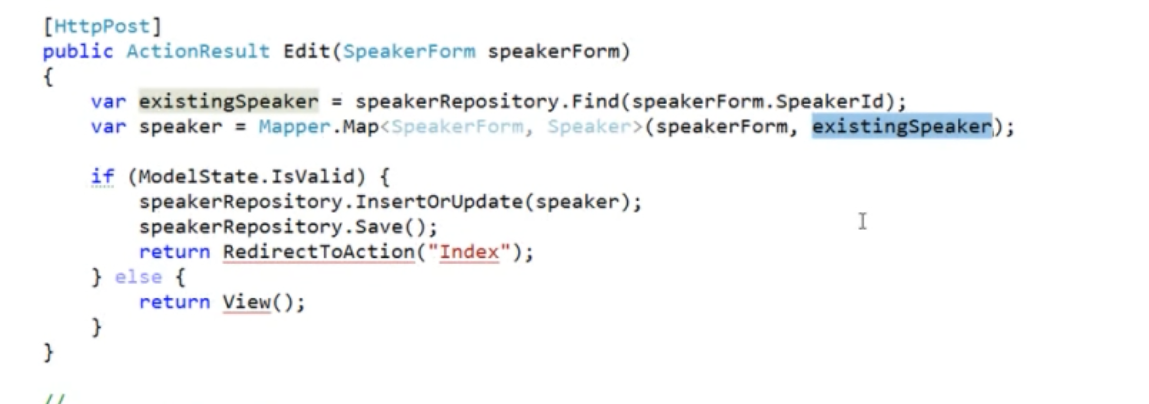 [HttpPost]
public ActionResult Edit(SpeakerForm speakerForm)
{
    var existingSpeaker = speakerRepository.Find(speakerForm.SpeakerId);
    var speaker = Mapper.Map<SpeakerForm, Speaker>(speakerForm, existingSpeaker);

    if (ModelState.IsValid) {
        speakerRepository.InsertOrUpdate(speaker);
        speakerRepository.Save();
        return RedirectToAction("Index");
    } else {
        return View();
    }
}

//